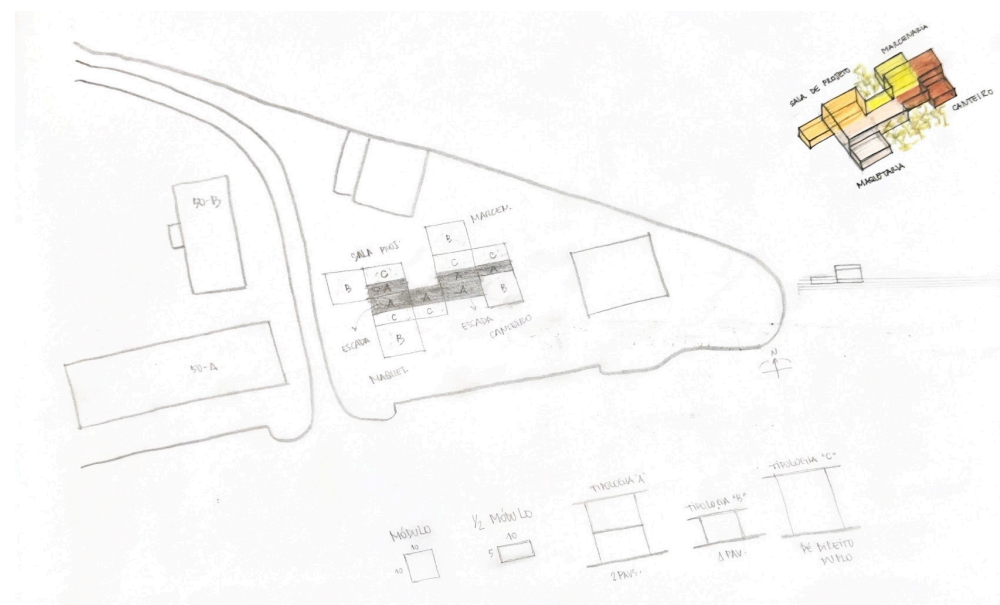 MARCENARIA
SALA DE PROJETO
CANTEIRO
MAQUETARIA
50-B
MARCEN.
B
SALA PROJ.
C
C
C
B
A
A
A
B
A
A
A
C
C
ESCADA
ESCADA
CANTEIRO
B
MAQUET.
50-A
N
MÓDULO
10
10
1/2 MÓDULO
10
5
TIPOLOGIA "A"
2 PAVS.
TIPOLOGIA "B"
1 PAV.
TIPOLOGIA "C"
PÉ DIREITO
DUPLO